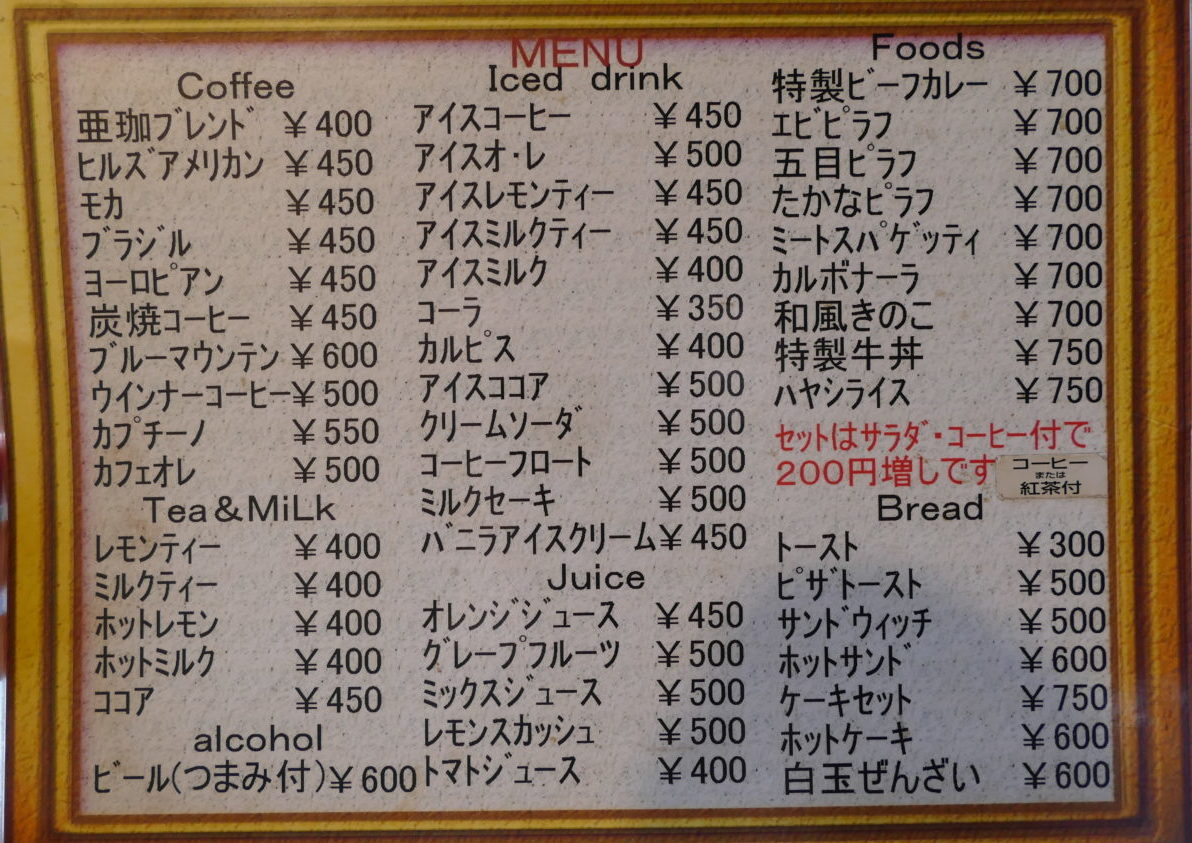 MENU
Coffee
亜珈ブレンド ￥400
ヒルズアメリカン ￥450
モカ ￥450
ブラジル ￥450
ヨーロピアン ￥450
炭焼コーヒー ￥450
ブルーマウンテン ￥600
ウインナーコーヒー ￥500
カプチーノ ￥550
カフェオレ ￥500
Tea＆MiLk
レモンティー ￥400
ミルクティー ￥400
ホットレモン ￥400
ホットミルク ￥400
ココア ￥450
alcohol
ビール(つまみ付) ￥600
Iced drink
アイスコーヒー ￥450
アイスオ・レ ￥500
アイスレモンティー ￥450
アイスミルクティー ￥450
アイスミルク ￥400
コーラ ￥350
カルピス ￥400
アイスココア ￥500
クリームソーダ ￥500
コーヒーフロート ￥500
ミルクセーキ ￥500
バニラアイスクリーム ￥450
Juice
オレンジジュース ￥450
グレープフルーツ ￥500
ミックスジュース ￥500
レモンスカッシュ ￥500
トマトジュース ￥400
Foods
特製ビーフカレー ￥700
エビピラフ ￥700
五目ピラフ ￥700
たかなピラフ ￥700
ミートスパゲッティ ￥700
カルボナーラ ￥700
和風きのこ ￥700
特製牛丼 ￥750
ハヤシライス ￥750
セットはサラダ・コーヒー付で
200円増しです
コーヒー
または
紅茶付
Bread
トースト ￥300
ピザトースト ￥500
サンドウィッチ ￥500
ホットサンド ￥600
ケーキセット ￥750
ホットケーキ ￥600
白玉ぜんざい ￥600